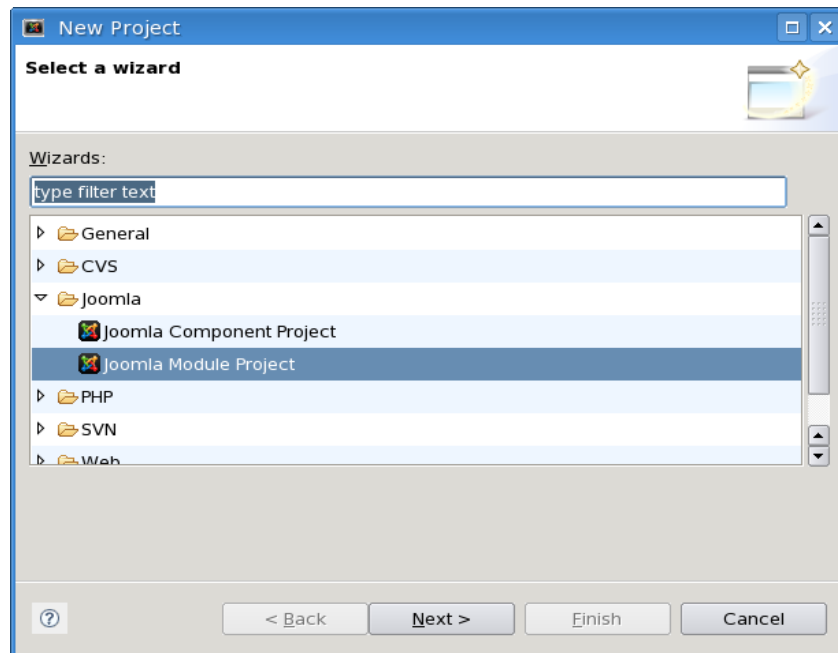 New Project
Select a wizard
Wizards:
type filter text
General
CVS
Joomla
Joomla Component Project
Joomla Module Project
PHP
SVN
Web
?
< Back
Next >
Finish
Cancel